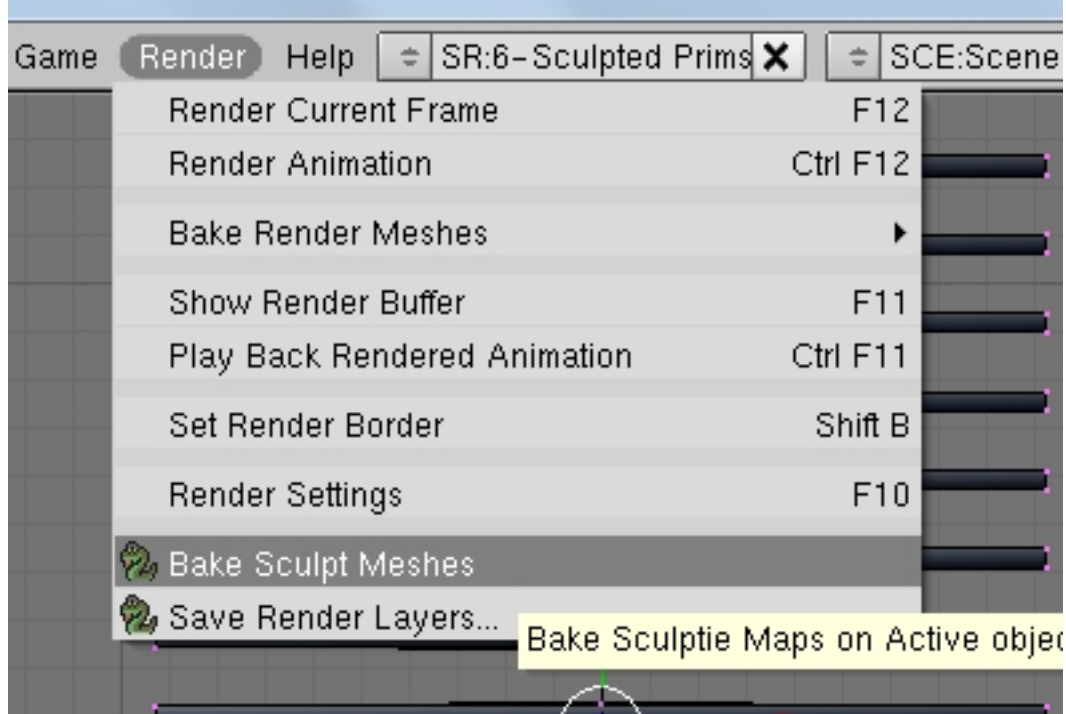 Game Render Help SR:6-Sculpted Prims SCE:Scene
Render Current Frame F12
Render Animation Ctrl F12
Bake Render Meshes
Show Render Buffer F11
Play Back Rendered Animation Ctrl F11
Set Render Border Shift B
Render Settings F10
Bake Sculpt Meshes
Save Render Layers...
Bake Sculptie Maps on Active objec